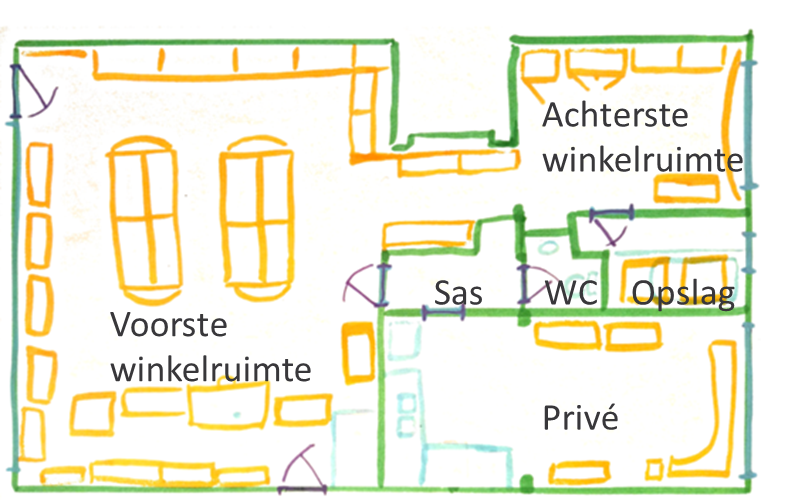 Achterste
winkelruimte
Sas
WC
Opslag
Voorste
winkelruimte
Privé